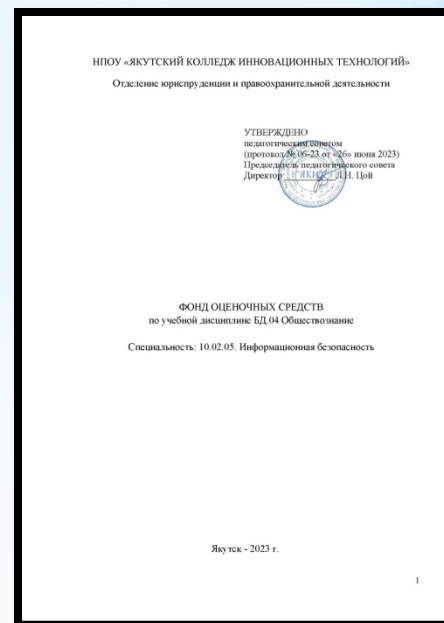 НПОУ «ЯКУТСКИЙ КОЛЛЕДЖ ИННОВАЦИОННЫХ ТЕХНОЛОГИЙ»
Отделение юриспруденции и правоохранительной деятельности
УТВЕРЖДЕНО
педагогическим советом
(протокол № 06-23 от «26» июня 2023)
Председатель педагогического совета
Директор Л.Н. Цой
"ЯКИТ"
ФОНД ОЦЕНОЧНЫХ СРЕДСТВ
по учебной дисциплине БД.04 Обществознание
Специальность: 10.02.05. Информационная безопасность
Якутск - 2023 г.
1